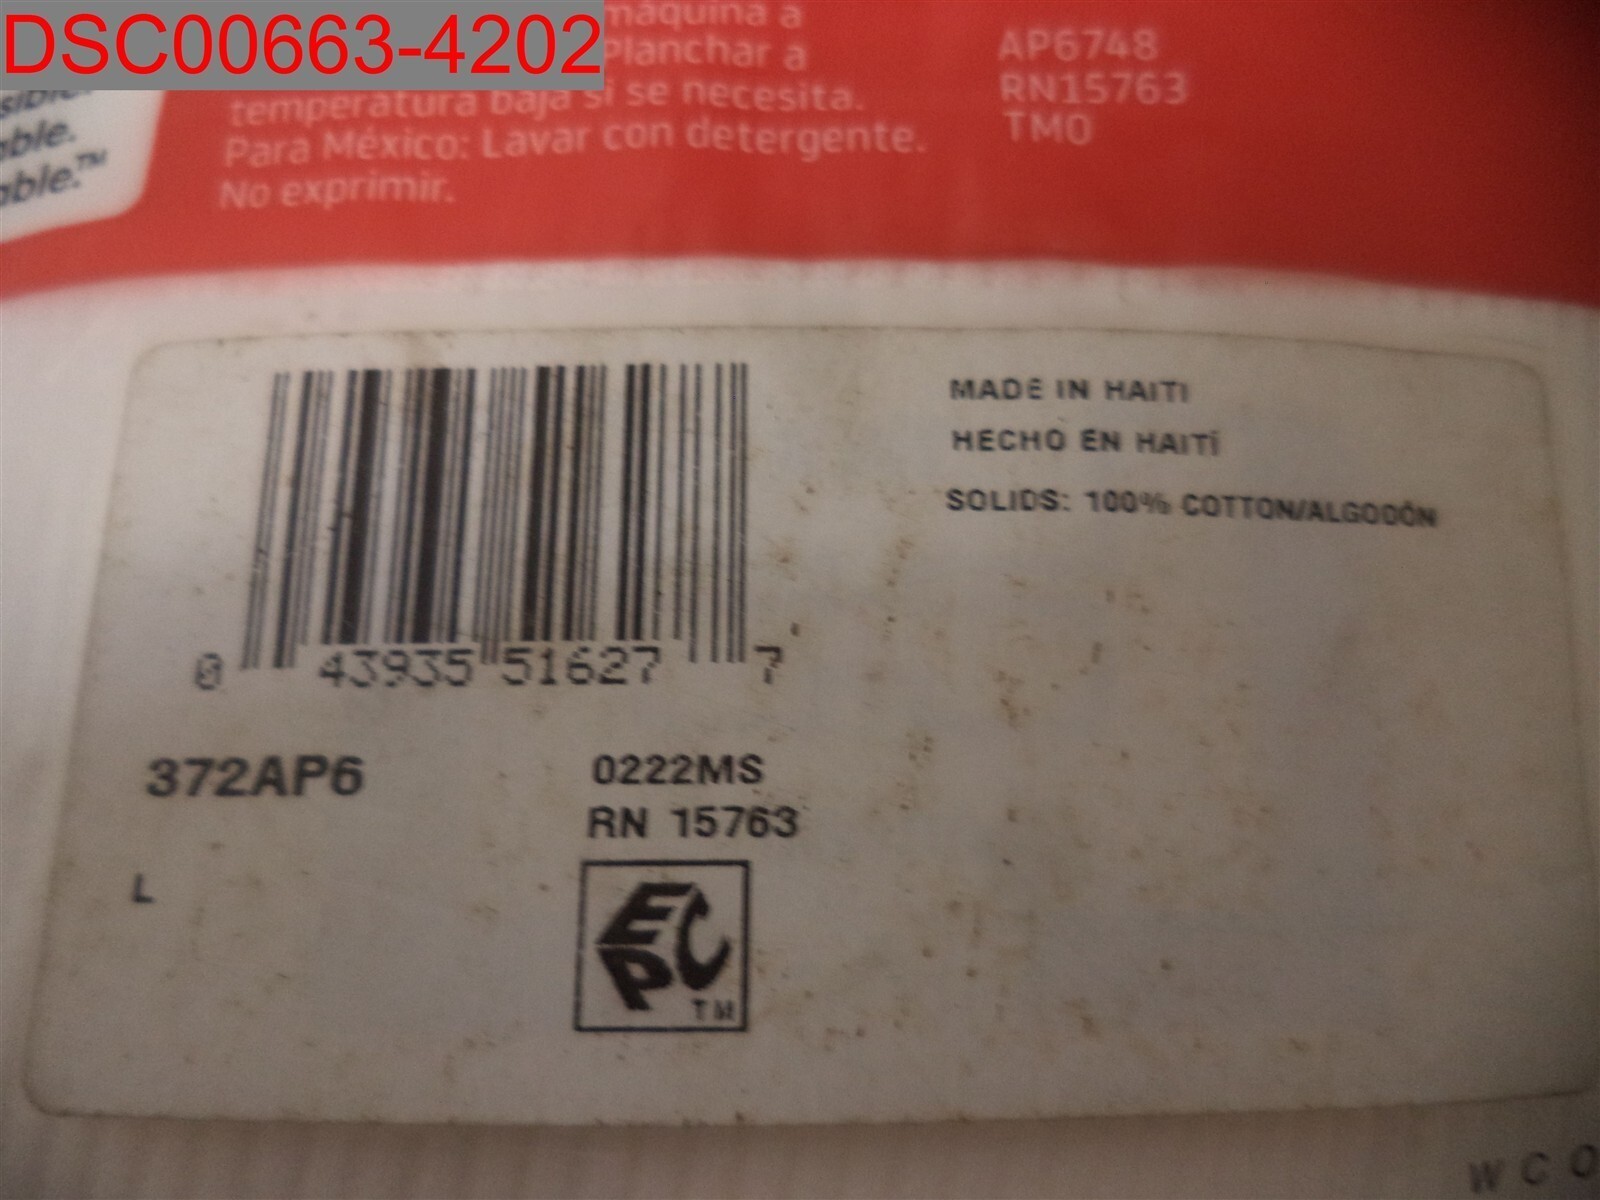 DSC00663-4202
máquina a
Planchar a
temperatura baja si se necesita.
Para México: Lavar con detergente.
No exprimir.
AP6748
RN15763
TMO
able.
able.™
MADE IN HAITI
HECHO EN HAITÍ
SOLIDS: 100% COTTON/ALGODÓN
0 43935 51627 7
372AP6
0222MS
RN 15763
L
EPC
TM
W C O